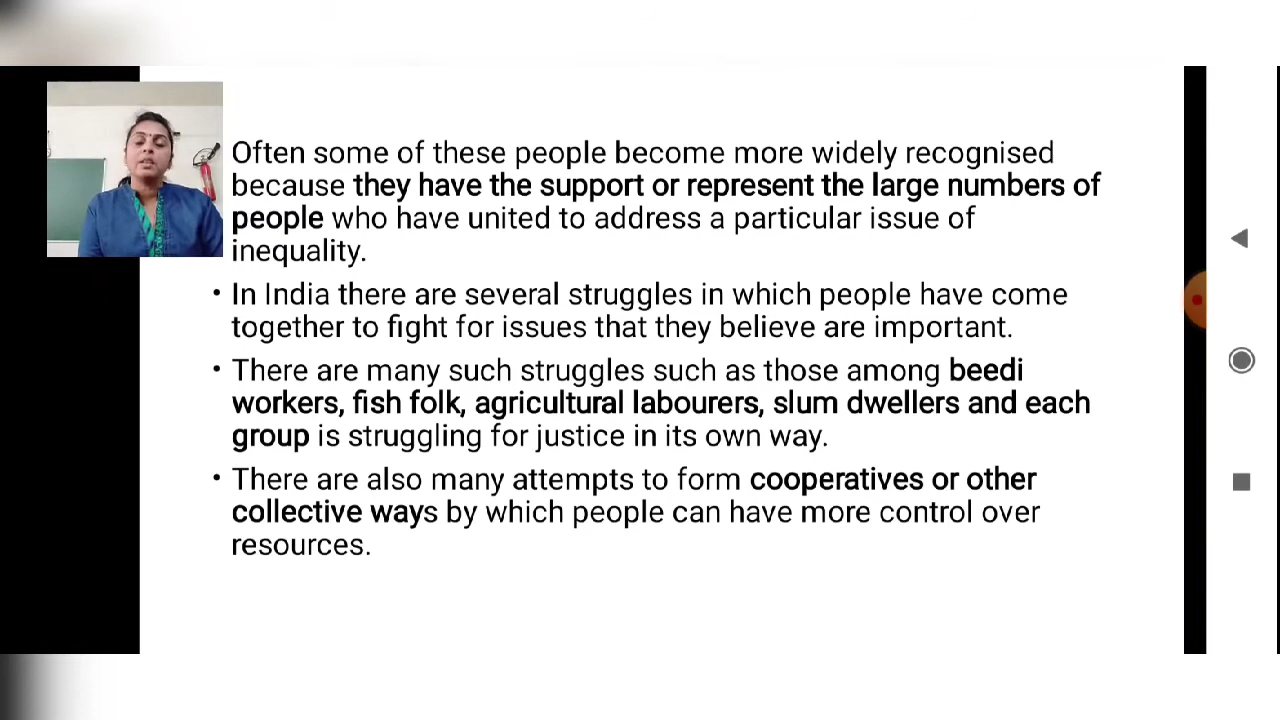 Often some of these people become more widely recognised
because they have the support or represent the large numbers of
people who have united to address a particular issue of
inequality.
• In India there are several struggles in which people have come
together to fight for issues that they believe are important.
• There are many such struggles such as those among beedi
workers, fish folk, agricultural labourers, slum dwellers and each
group is struggling for justice in its own way.
• There are also many attempts to form cooperatives or other
collective ways by which people can have more control over
resources.